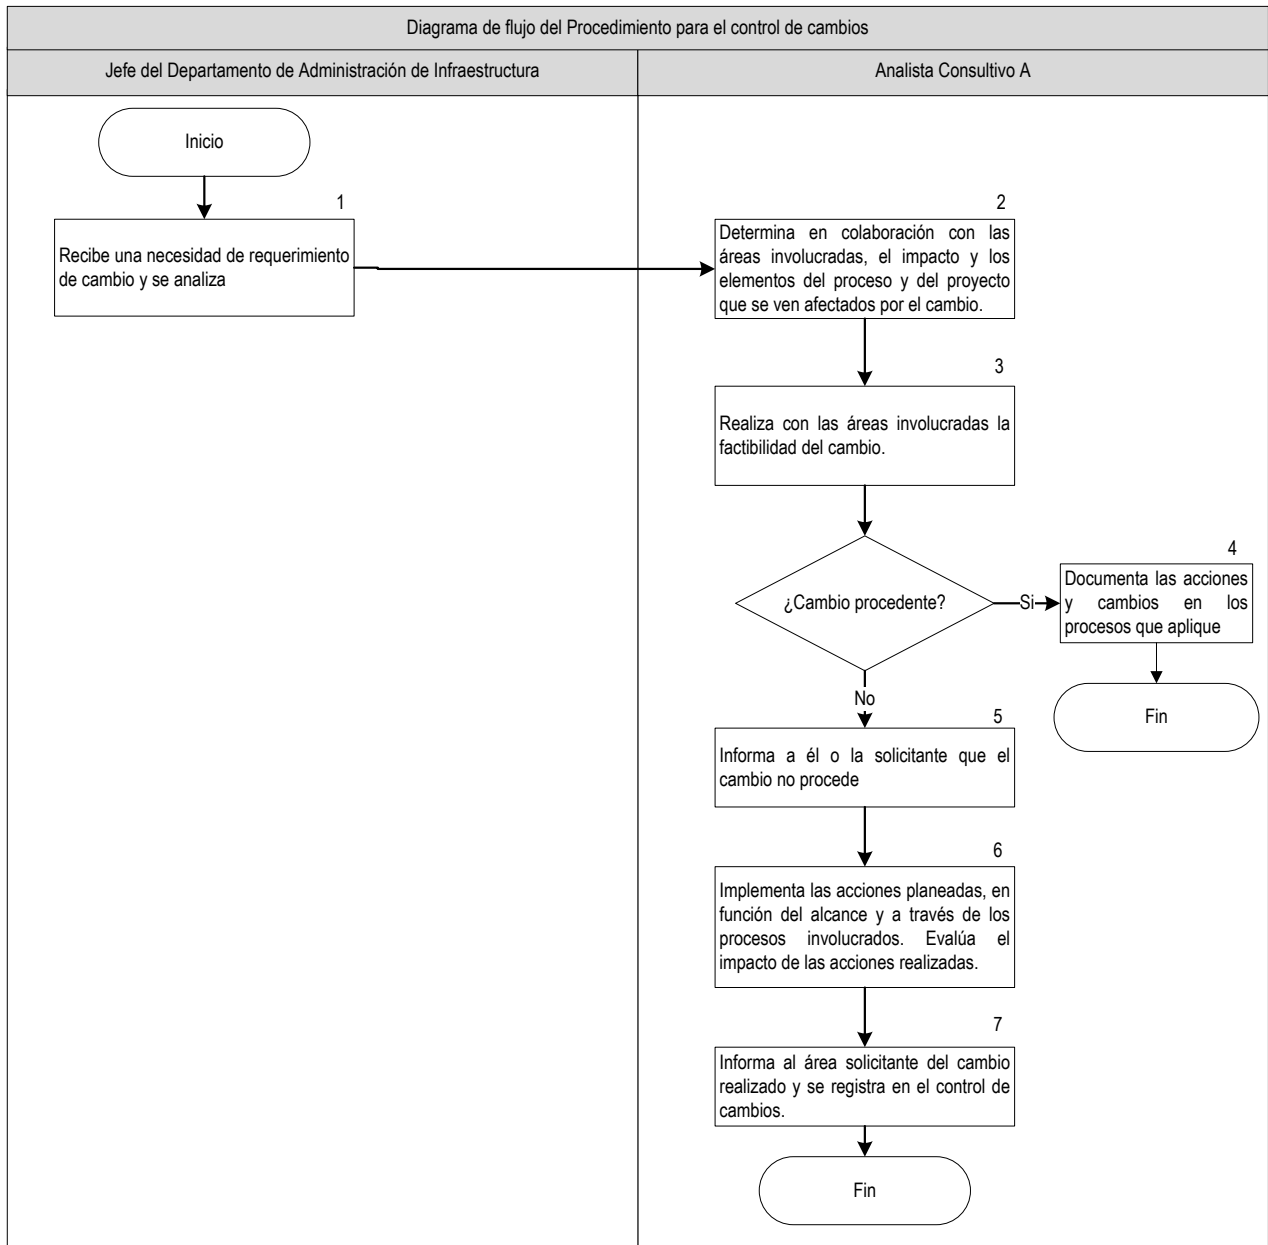 Diagrama de flujo del Procedimiento para el control de cambios
Jefe del Departamento de Administración de Infraestructura
Analista Consultivo A
Inicio
1
Recibe una necesidad de requerimiento
de cambio y se analiza
2
Determina en colaboración con las
áreas involucradas, el impacto y los
elementos del proceso y del proyecto
que se ven afectados por el cambio.
3
Realiza con las áreas involucradas la
factibilidad del cambio.
¿Cambio procedente?
Si
4
Documenta las acciones
y cambios en los
procesos que aplique
Fin
No
5
Informa a él o la solicitante que el
cambio no procede
6
Implementa las acciones planeadas, en
función del alcance y a través de los
procesos involucrados. Evalúa el
impacto de las acciones realizadas.
7
Informa al área solicitante del cambio
realizado y se registra en el control de
cambios.
Fin